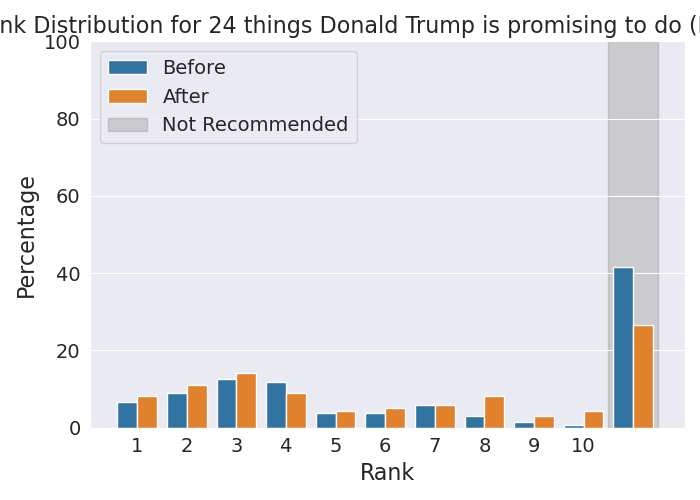 nk Distribution for 24 things Donald Trump is promising to do (
100
80
60
40
20
0
Percentage
Before
After
Not Recommended
1 2 3 4 5 6 7 8 9 10
Rank